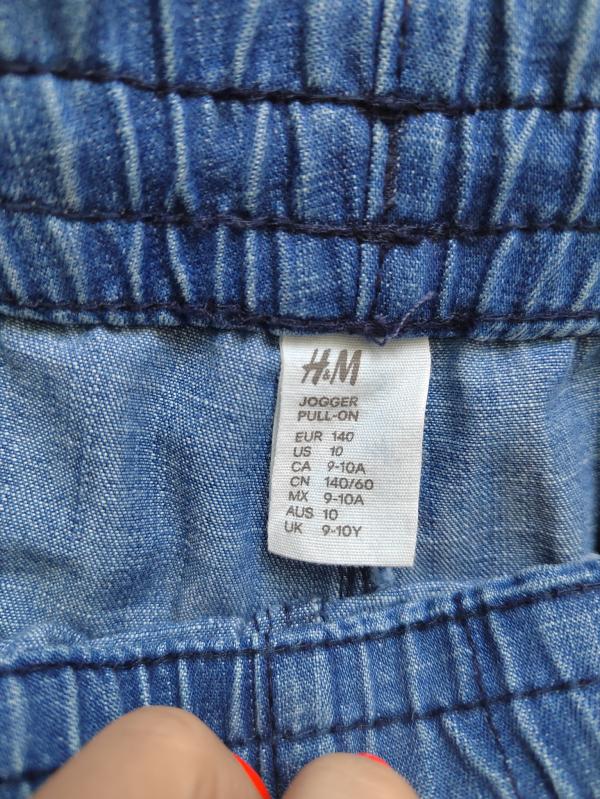 H&M
JOGGER
PULL-ON
EUR 140
US 10
CA 9-10A
CN 140/60
MX 9-10A
AUS 10
UK 9-10Y